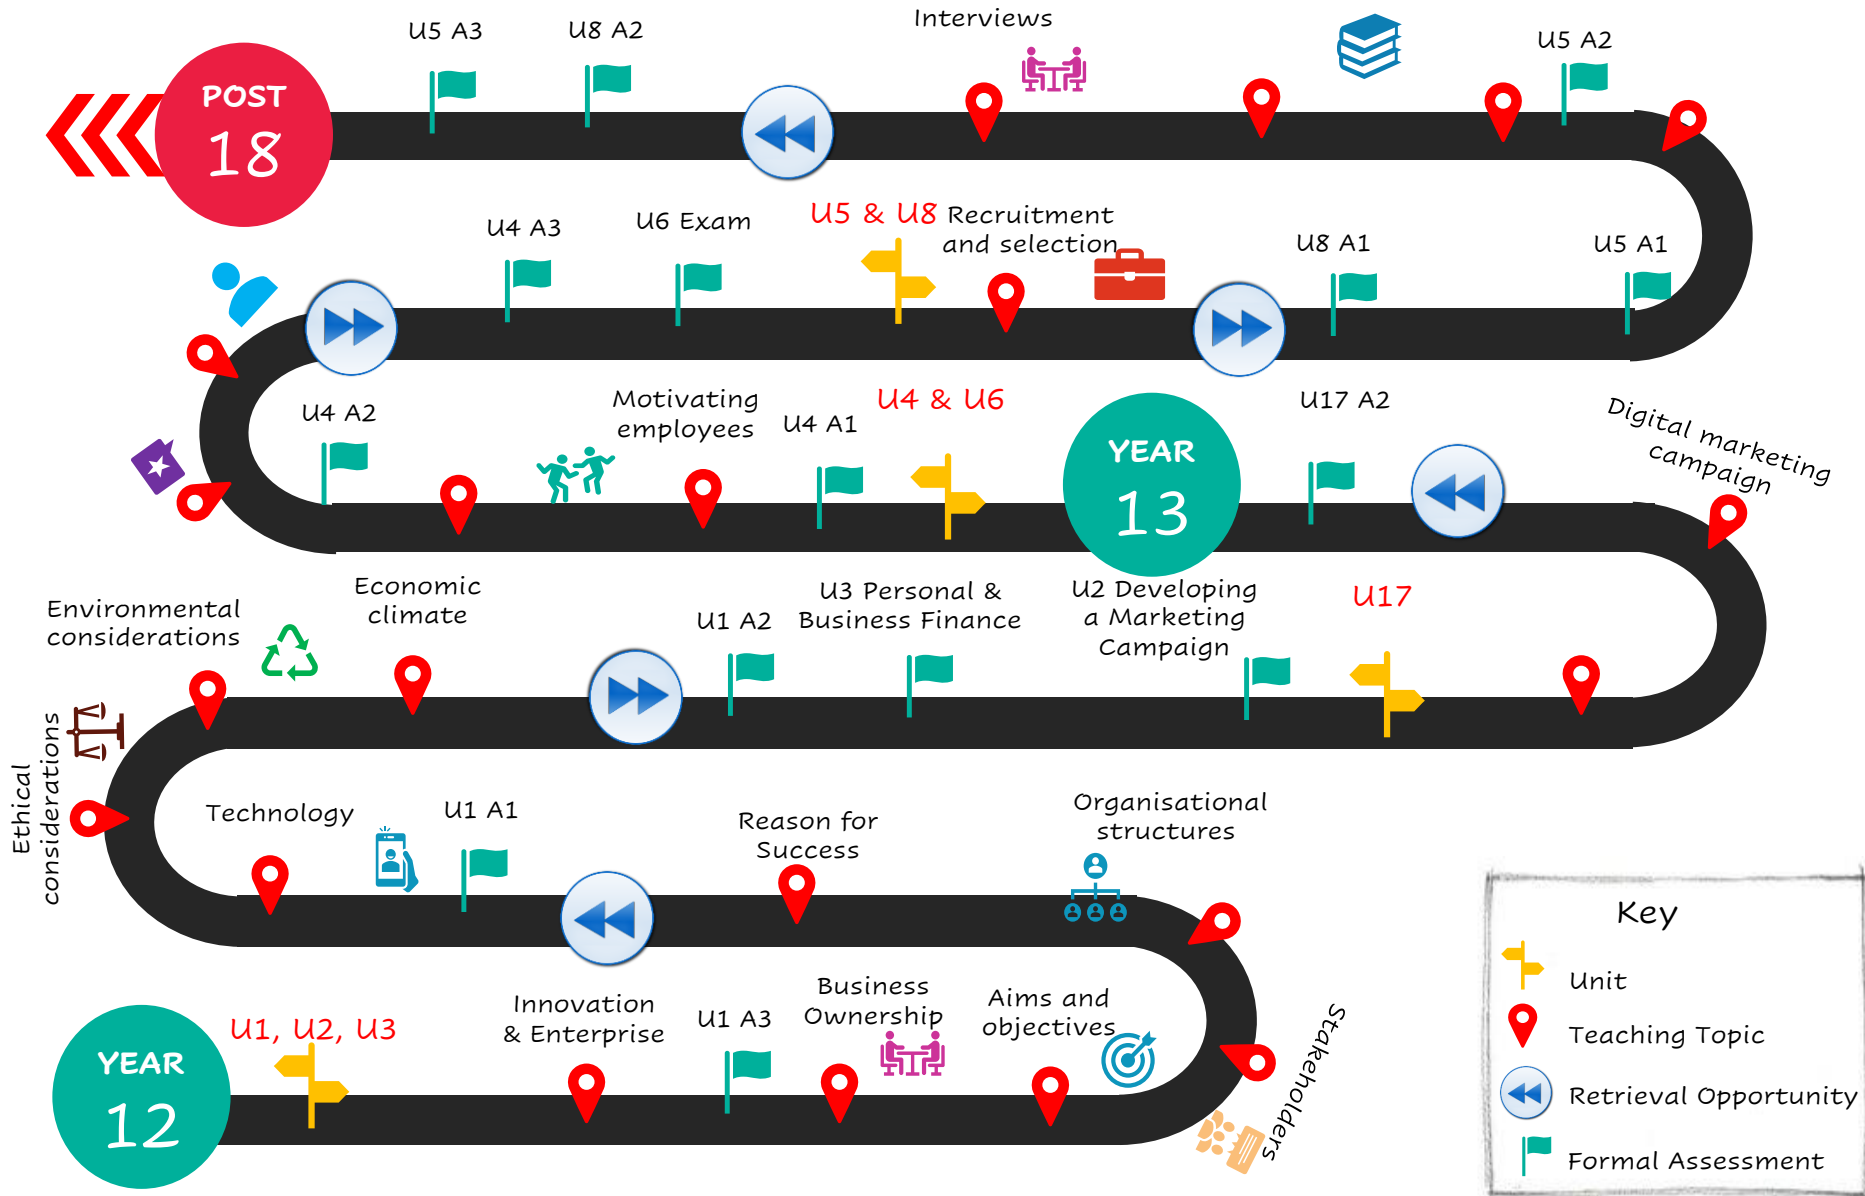 U5 A3
U8 A2
Interviews
U5 A2
POST
18
U4 A3
U6 Exam
U5 & U8
Recruitment
and selection
U8 A1
U5 A1
U4 A2
Motivating
employees
U4 A1
U4 & U6
YEAR
13
U17 A2
Digital marketing
campaign
Environmental
considerations
Economic
climate
U1 A2
U3 Personal &
Business Finance
U2 Developing
a Marketing
Campaign
U17
Ethical
considerations
Technology
U1 A1
Reason for
Success
Organisational
structures
YEAR
12
U1, U2, U3
Innovation
& Enterprise
U1 A3
Business
Ownership
Aims and
objectives
Stakeholders
Key
Unit
Teaching Topic
Retrieval Opportunity
Formal Assessment